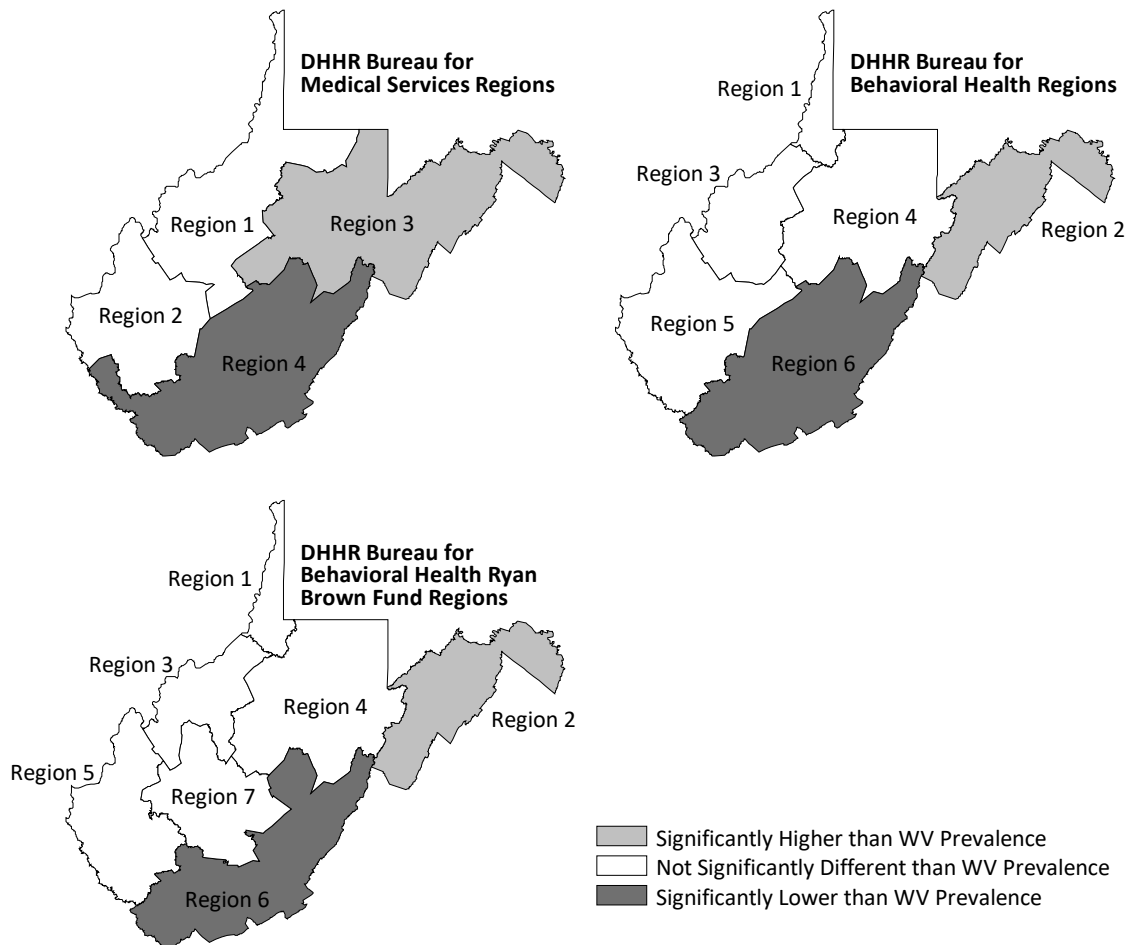 DHHR Bureau for
Medical Services Regions
Region 1
Region 3
Region 2
Region 4
DHHR Bureau for
Behavioral Health Regions
Region 1
Region 3
Region 4
Region 2
Region 5
Region 6
DHHR Bureau for
Behavioral Health Ryan
Brown Fund Regions
Region 1
Region 3
Region 4
Region 2
Region 5
Region 7
Region 6
Significantly Higher than WV Prevalence
Not Significantly Different than WV Prevalence
Significantly Lower than WV Prevalence